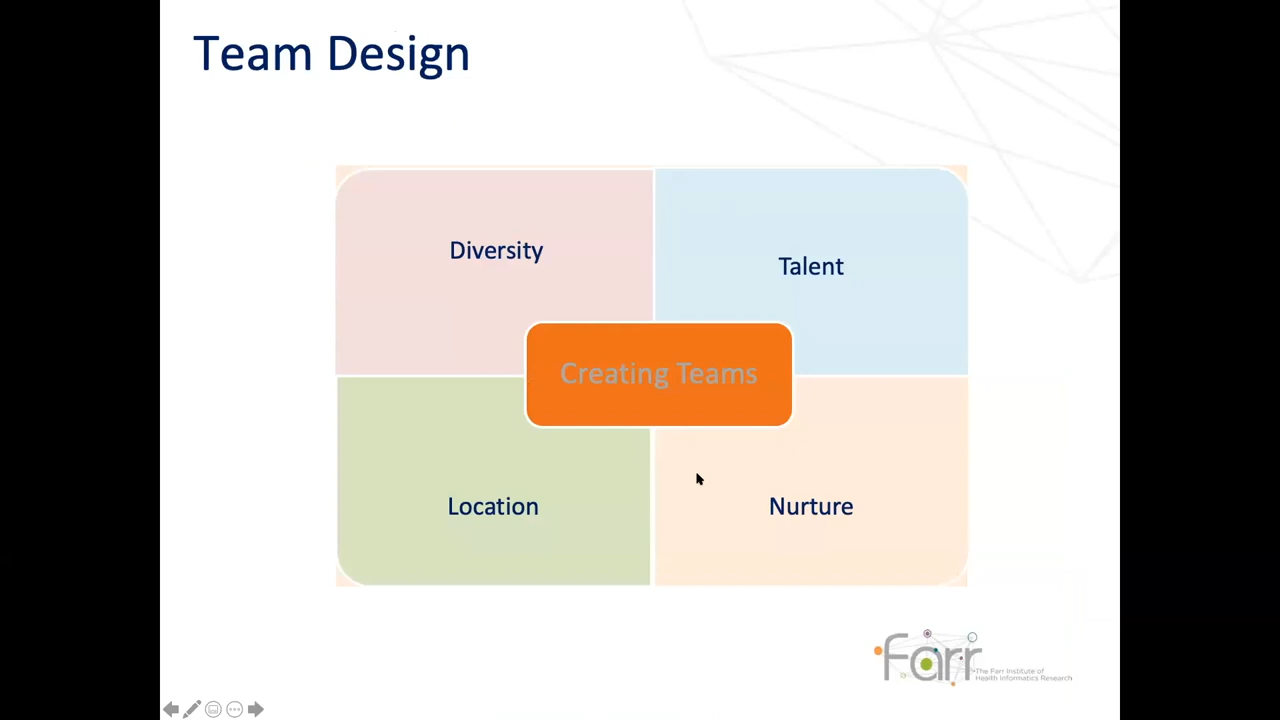 Team Design
Diversity
Talent
Creating Teams
Location
Nurture
farr
The Farr Institute of
Health Informatics Research